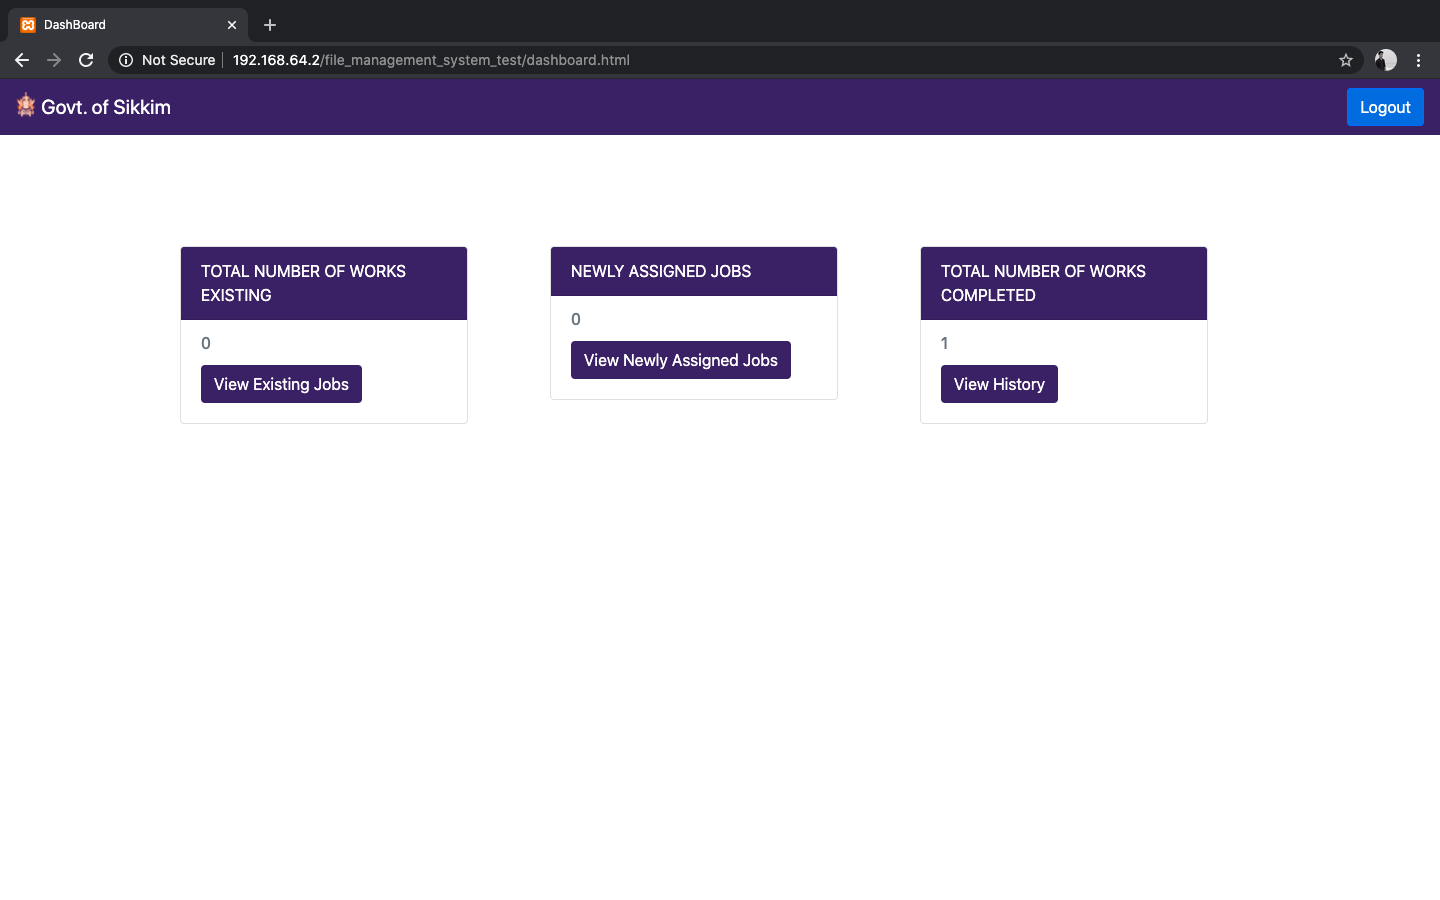 DashBoard
Not Secure
192.168.64.2/file_management_system_test/dashboard.html
Govt. of Sikkim
Logout
TOTAL NUMBER OF WORKS
EXISTING
0
View Existing Jobs
NEWLY ASSIGNED JOBS
0
View Newly Assigned Jobs
TOTAL NUMBER OF WORKS
COMPLETED
1
View History